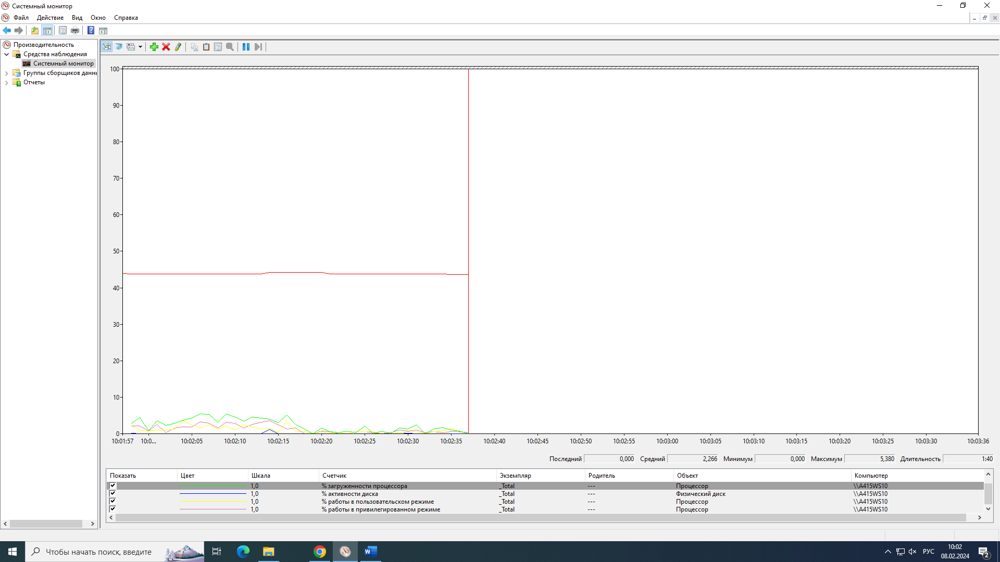 Системный монитор
Файл Действие Вид Окно Справка
Производительность
Средства наблюдения
Системный монитор
Группы сборщиков данн
Отчеты
100
90
80
70
60
50
40
30
20
10
0
10:01:57 10:0... 10:02:05 10:02:10 10:02:15 10:02:20 10:02:25 10:02:30 10:02:35 10:02:40 10:02:45 10:02:50 10:02:55 10:03:00 10:03:05 10:03:10 10:03:15 10:03:20 10:03:25 10:03:30 10:03:36
Последний 0,000 Средний 2,266 Минимум 0,000 Максимум 5,380 Длительность 1:40
Показать Цвет Шкала Счетчик Экземпляр Родитель Объект Компьютер
1,0 % загруженности процессора _Total --- Процессор \\A415WS10
1,0 % активности диска _Total --- Физический диск \\A415WS10
1,0 % работы в пользовательском режиме _Total --- Процессор \\A415WS10
1,0 % работы в привилегированном режиме _Total --- Процессор \\A415WS10
Чтобы начать поиск, введите
РУС
10:02
08.02.2024
2